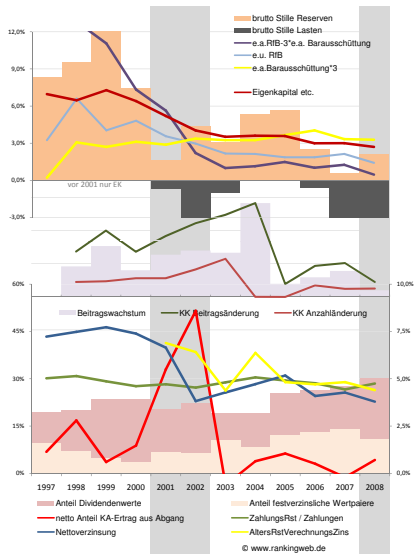 12,0%
brutto Stille Reserven
brutto Stille Lasten
e.a.RfB-3*e.a. Barausschüttung
e.u. RfB
e.a.Barausschüttung*3
Eigenkapital etc.
9,0%
6,0%
3,0%
0,0%
vor 2001 nur EK
-3,0%
60%
10,0%
Beitragswachstum
KK Beitragsänderung
KK Anzahländerung
45%
7,5%
30%
5,0%
15%
2,5%
0%
0,0%
1997 1998 1999 2000 2001 2002 2003 2004 2005 2006 2007 2008
Anteil Dividendenwerte
Anteil festverzinsliche Wertpaiere
netto Anteil KA-Ertrag aus Abgang
ZahlungsRst / Zahlungen
Nettoverzinsung
AltersRstVerrechnungsZins
© www.rankingweb.de